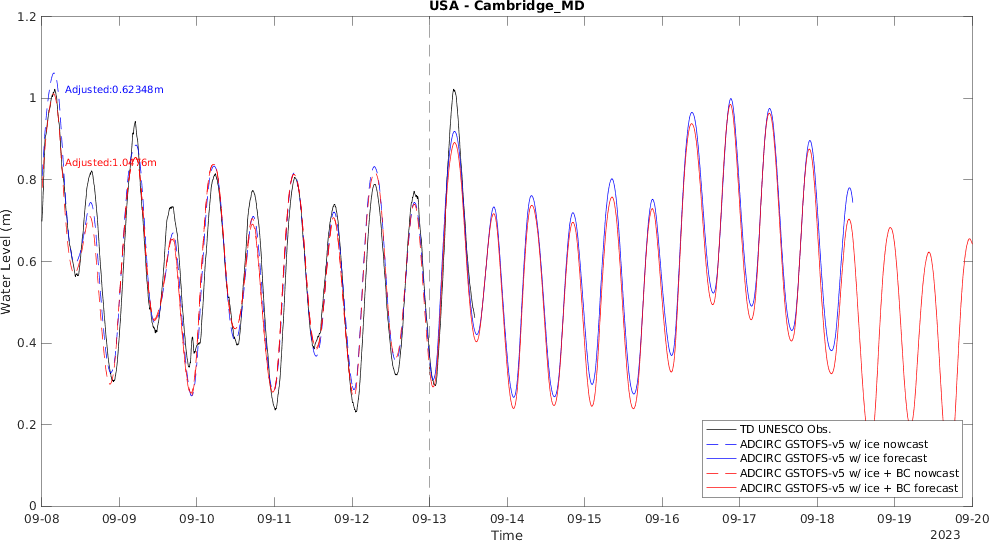 USA - Cambridge_MD
1.2
1
0.8
0.6
0.4
0.2
0
Water Level (m)
Adjusted:0.62348m
Adjusted:1.0476m
TD UNESCO Obs.
ADCIRC GSTOFS-v5 w/ ice nowcast
ADCIRC GSTOFS-v5 w/ ice forecast
ADCIRC GSTOFS-v5 w/ ice + BC nowcast
ADCIRC GSTOFS-v5 w/ ice + BC forecast
09-08 09-09 09-10 09-11 09-12 09-13 09-14 09-15 09-16 09-17 09-18 09-19 09-20
Time
2023